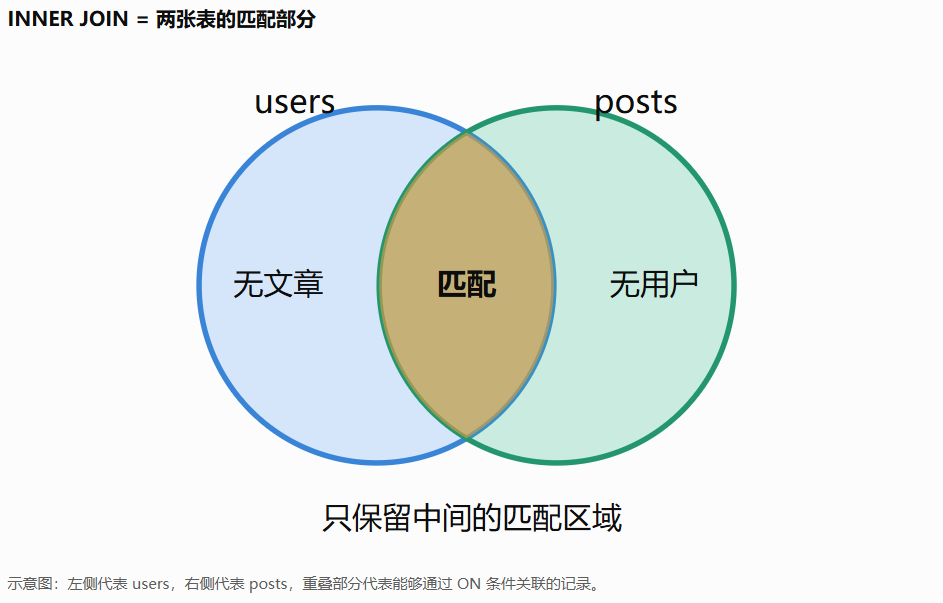 INNER JOIN = 两张表的匹配部分
users
posts
无文章
匹配
无用户
只保留中间的匹配区域
示意图：左侧代表 users，右侧代表 posts，重叠部分代表能够通过 ON 条件关联的记录。